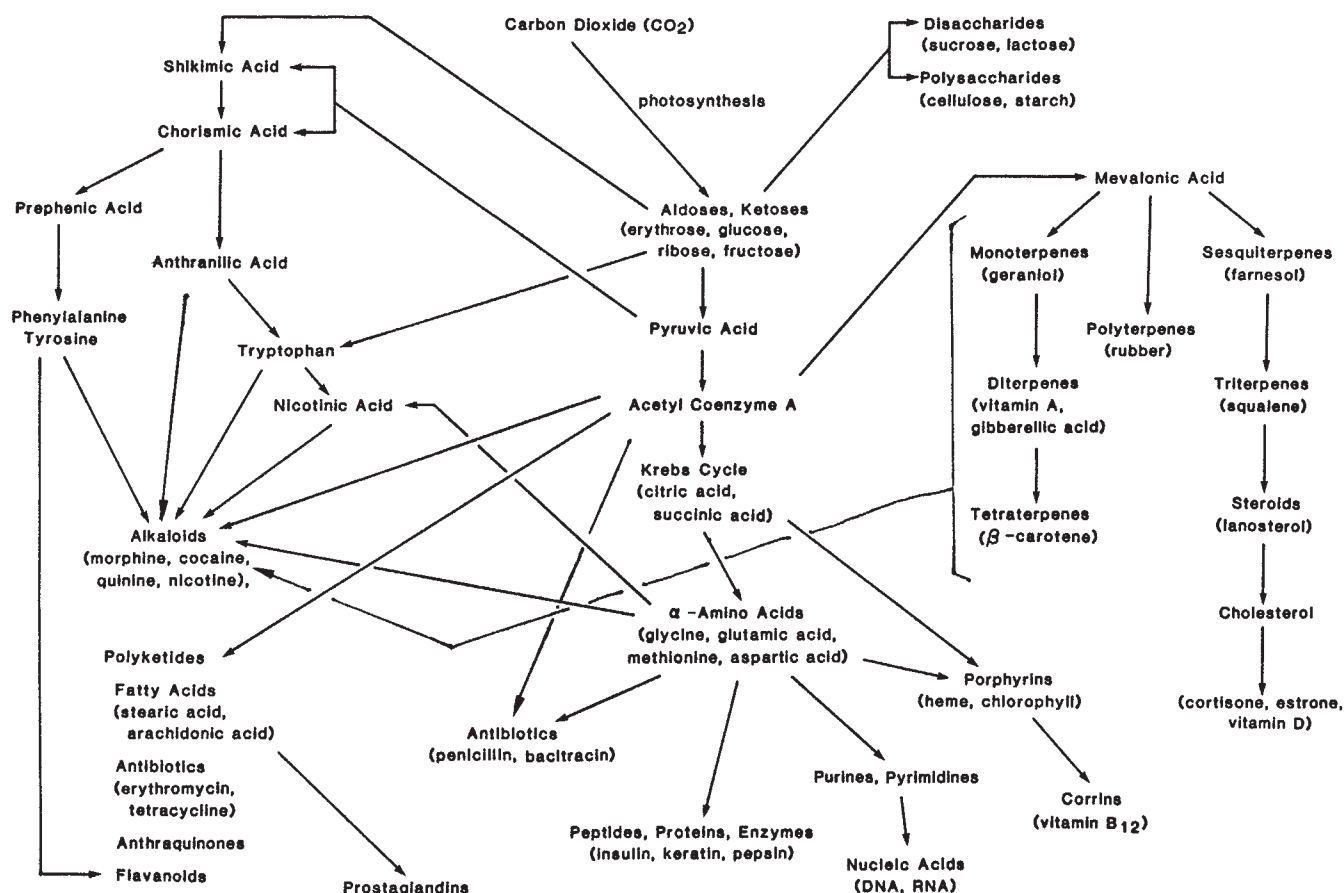 Carbon Dioxide (CO2)
Disaccharides
(sucrose, lactose)
Shikimic Acid
Polysaccharides
(cellulose, starch)
photosynthesis
Chorismic Acid
Mevalonic Acid
Prephenic Acid
Aldoses, Ketoses
(erythrose, glucose,
ribose, fructose)
Monoterpenes
(geraniol)
Sesquiterpenes
(farnesol)
Anthranilic Acid
Phenylalanine
Tyrosine
Pyruvic Acid
Polyterpenes
(rubber)
Tryptophan
Diterpenes
(vitamin A,
gibberellic acid)
Triterpenes
(squalene)
Nicotinic Acid
Acetyl Coenzyme A
Krebs Cycle
(citric acid,
succinic acid)
Steroids
(lanosterol)
Tetraterpenes
(β-carotene)
Alkaloids
(morphine, cocaine,
quinine, nicotine),
α-Amino Acids
(glycine, glutamic acid,
methionine, aspartic acid)
Cholesterol
Polyketides
Fatty Acids
(stearic acid,
arachidonic acid)
Porphyrins
(heme, chlorophyll)
(cortisone, estrone,
vitamin D)
Antibiotics
(penicillin, bacitracin)
Antibiotics
(erythromycin,
tetracycline)
Purines, Pyrimidines
Corrins
(vitamin B12)
Anthraquinones
Peptides, Proteins, Enzymes
(insulin, keratin, pepsin)
Flavanoids
Nucleic Acids
(DNA, RNA)
Prostaglandins